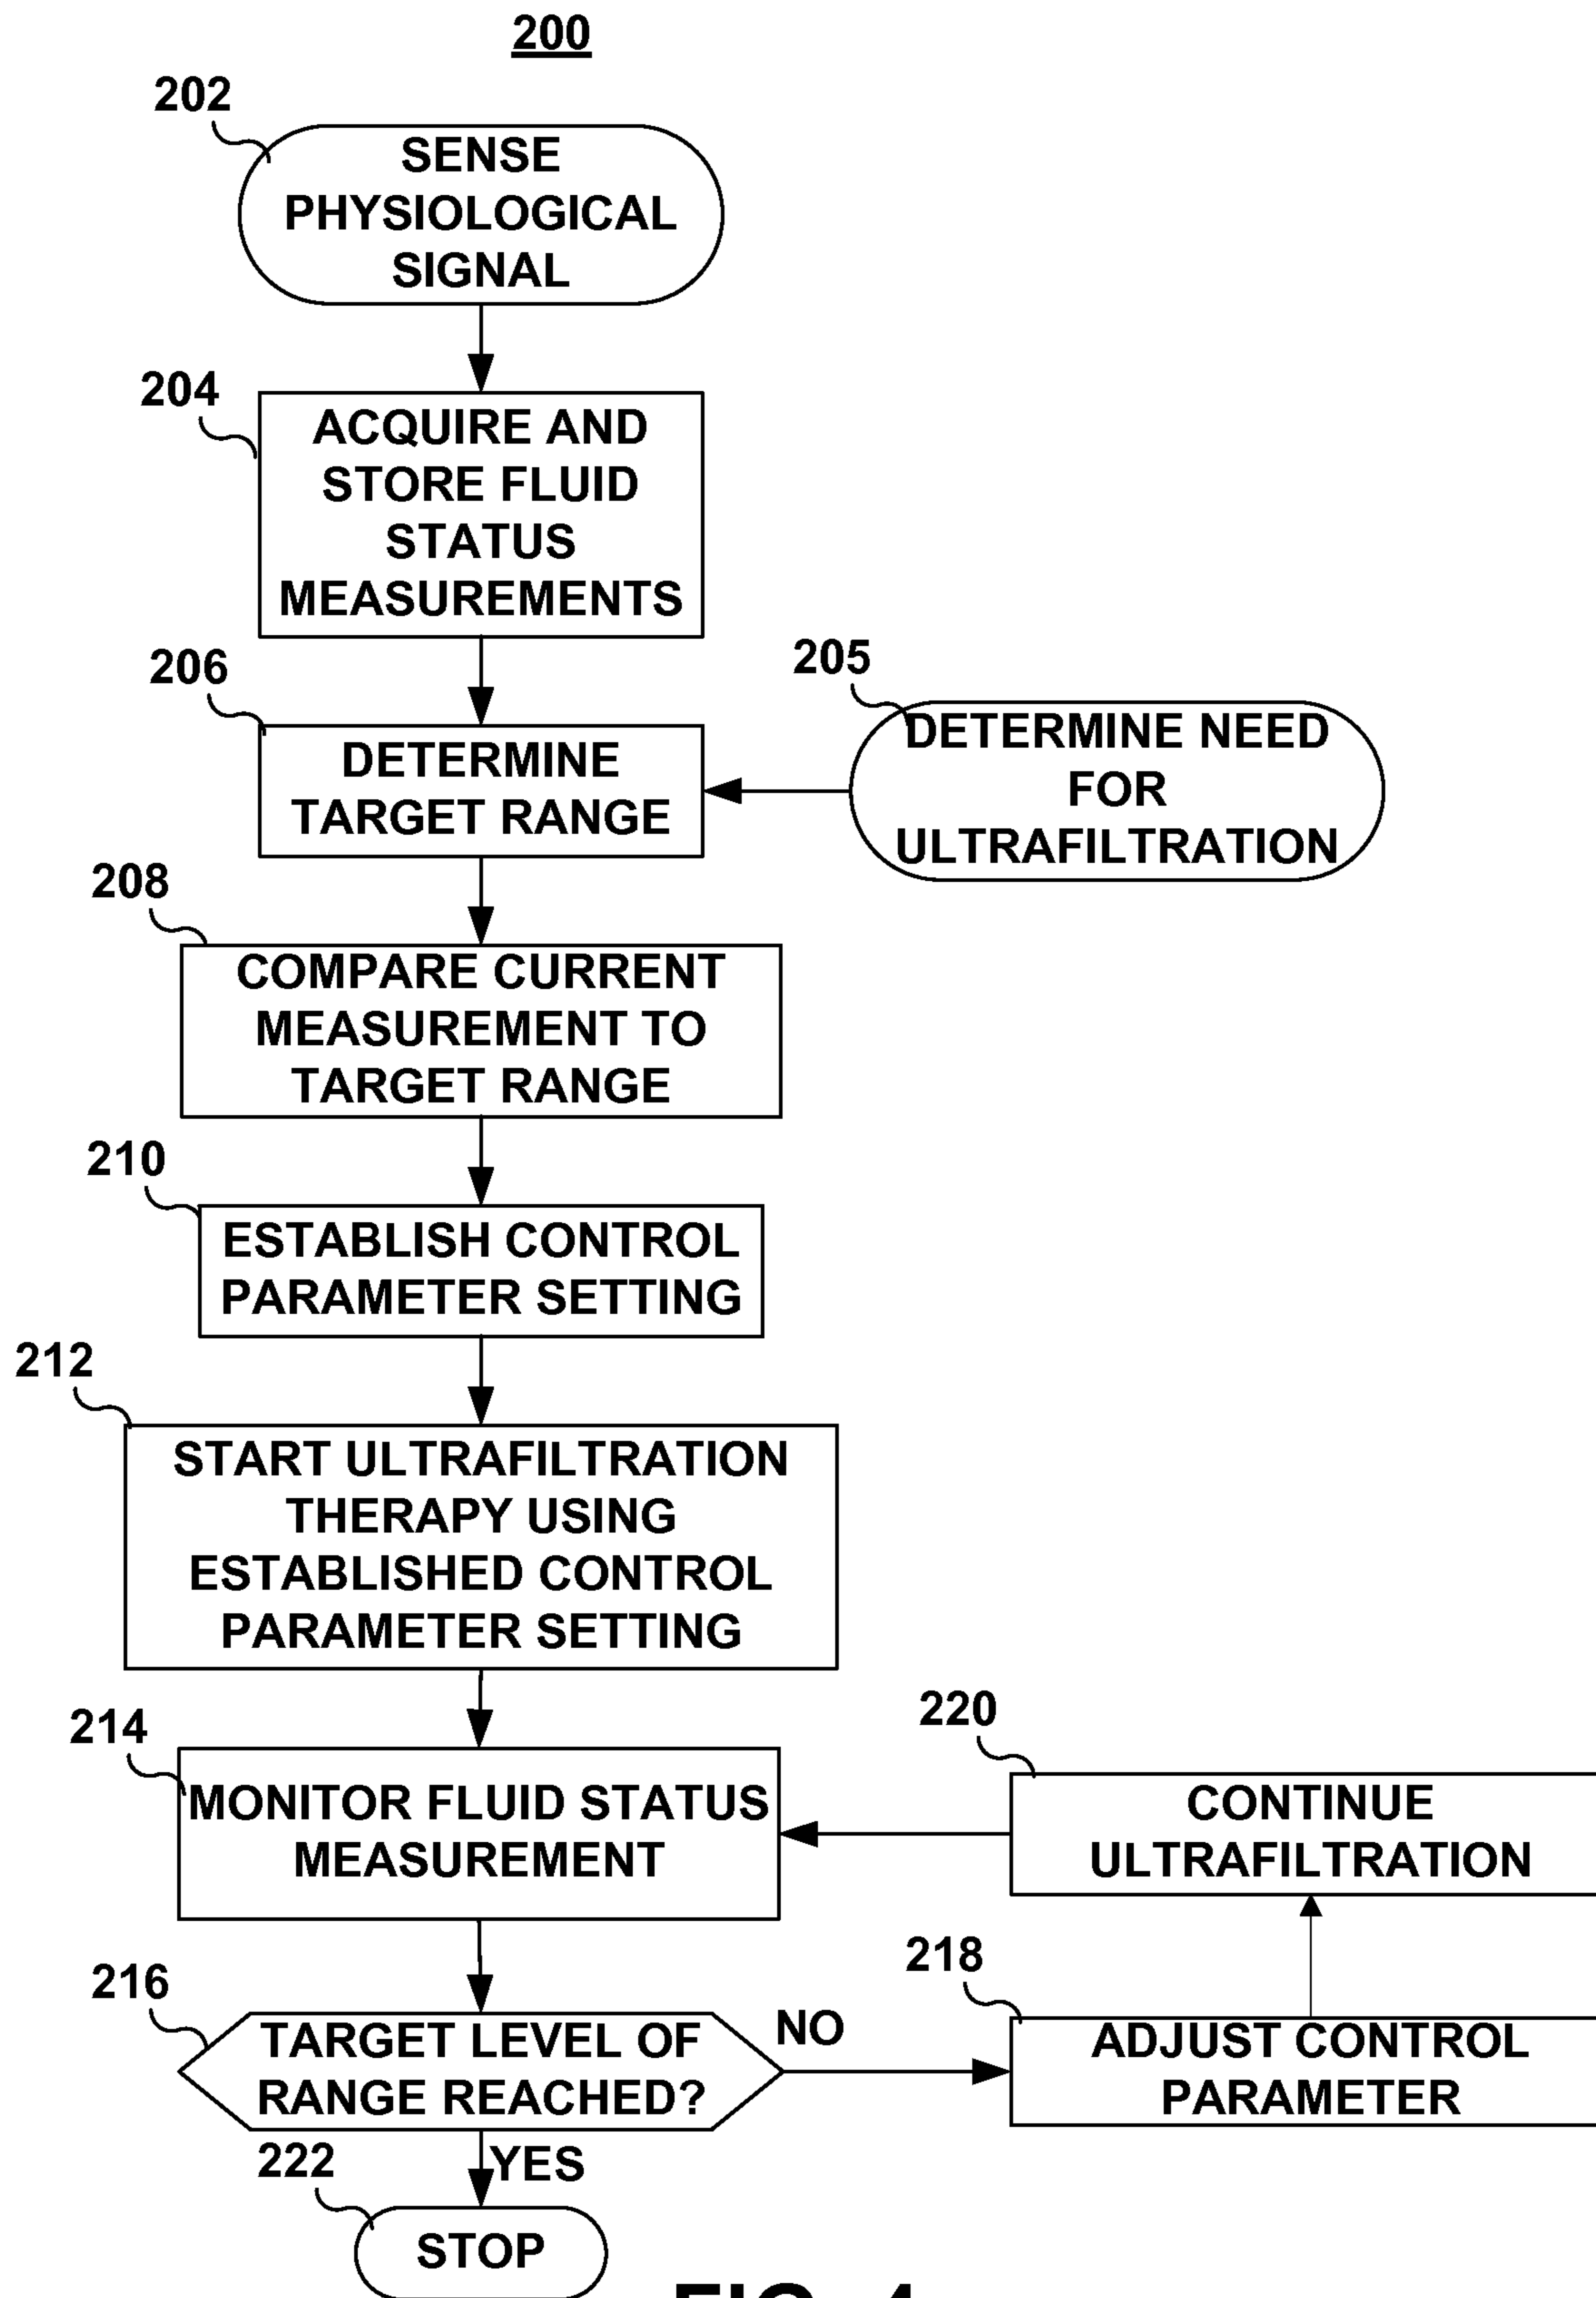 200
202
SENSE
PHYSIOLOGICAL
SIGNAL
204
ACQUIRE AND
STORE FLUID
STATUS
MEASUREMENTS
205
DETERMINE NEED
FOR
ULTRAFILTRATION
206
DETERMINE
TARGET RANGE
208
COMPARE CURRENT
MEASUREMENT TO
TARGET RANGE
210
ESTABLISH CONTROL
PARAMETER SETTING
212
START ULTRAFILTRATION
THERAPY USING
ESTABLISHED CONTROL
PARAMETER SETTING
214
MONITOR FLUID STATUS
MEASUREMENT
220
CONTINUE
ULTRAFILTRATION
216
TARGET LEVEL OF
RANGE REACHED?
NO
218
ADJUST CONTROL
PARAMETER
YES
222
STOP